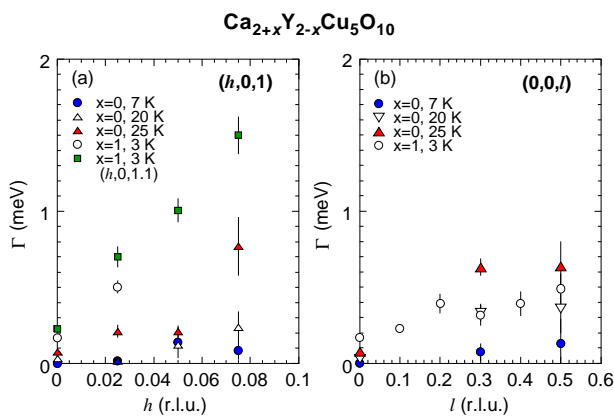 Ca₂₊ₓY₂₋ₓCu₅O₁₀
(a)
(h,0,1)
x=0, 7 K
x=0, 20 K
x=0, 25 K
x=1, 3 K
x=1, 3 K
(h,0,1.1)
Γ (meV)
2
1
0
0.0 0.02 0.04 0.06 0.08 0.1
h (r.l.u.)
(b)
(0,0,l)
x=0, 7 K
x=0, 20 K
x=0, 25 K
x=1, 3 K
Γ (meV)
2
1
0
0.0 0.1 0.2 0.3 0.4 0.5 0.6
l (r.l.u.)